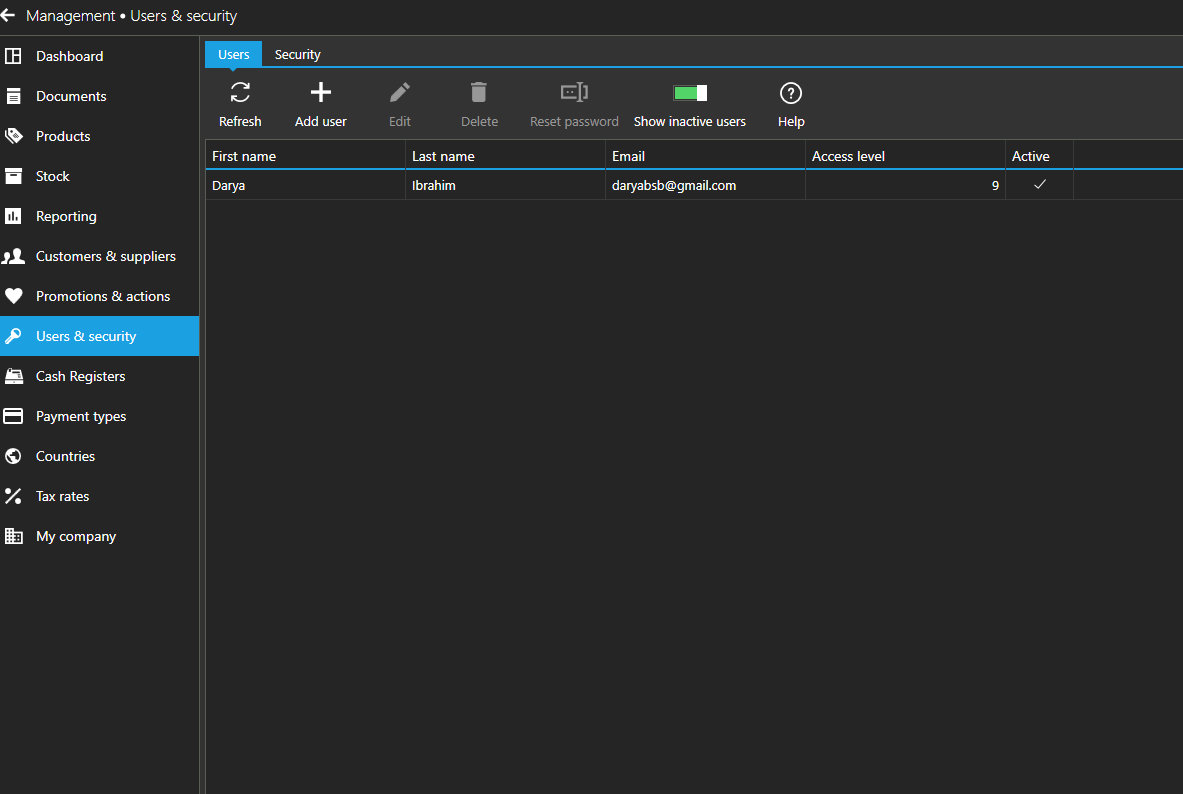 Management • Users & security
Dashboard
Documents
Products
Stock
Reporting
Customers & suppliers
Promotions & actions
Users & security
Cash Registers
Payment types
Countries
Tax rates
My company
Users Security
Refresh Add user Edit Delete Reset password Show inactive users Help
First name Last name Email Access level Active
Darya Ibrahim daryabsb@gmail.com 9